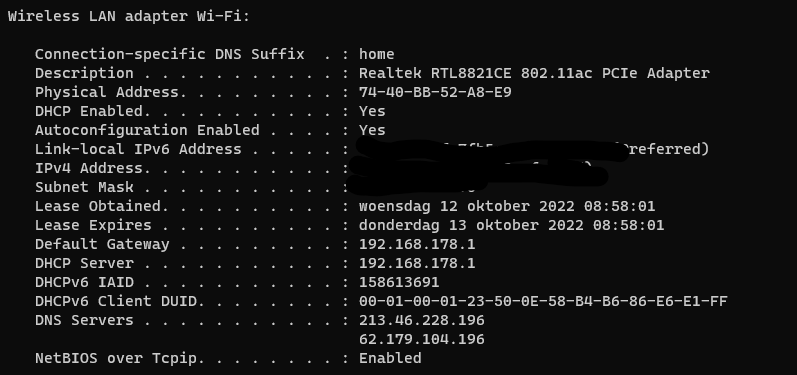 Wireless LAN adapter Wi-Fi:
Connection-specific DNS Suffix  . : home
Description . . . . . . . . . . . : Realtek RTL8821CE 802.11ac PCIe Adapter
Physical Address. . . . . . . . . : 74-40-BB-52-A8-E9
DHCP Enabled. . . . . . . . . . . : Yes
Autoconfiguration Enabled . . . . : Yes
Link-local IPv6 Address . . . . . :
IPv4 Address. . . . . . . . . . . :
Subnet Mask . . . . . . . . . . . :
Lease Obtained. . . . . . . . . . : woensdag 12 oktober 2022 08:58:01
Lease Expires . . . . . . . . . . : donderdag 13 oktober 2022 08:58:01
Default Gateway . . . . . . . . . : 192.168.178.1
DHCP Server . . . . . . . . . . . : 192.168.178.1
DHCPv6 IAID . . . . . . . . . . . : 158613691
DHCPv6 Client DUID. . . . . . . . : 00-01-00-01-23-50-0E-58-B4-B6-86-E6-E1-FF
DNS Servers . . . . . . . . . . . : 213.46.228.196
62.179.104.196
NetBIOS over Tcpip. . . . . . . . : Enabled